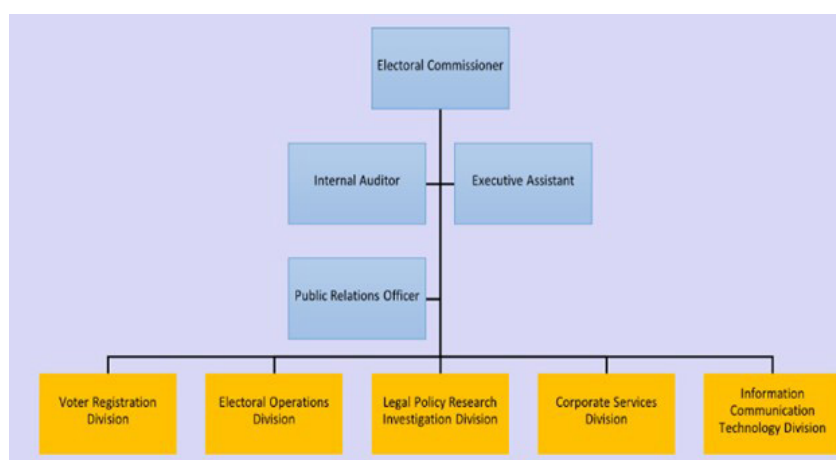 Electoral Commissioner
Internal Auditor
Executive Assistant
Public Relations Officer
Voter Registration
Division
Electoral Operations
Division
Legal Policy Research
Investigation Division
Corporate Services
Division
Information
Communication
Technology Division